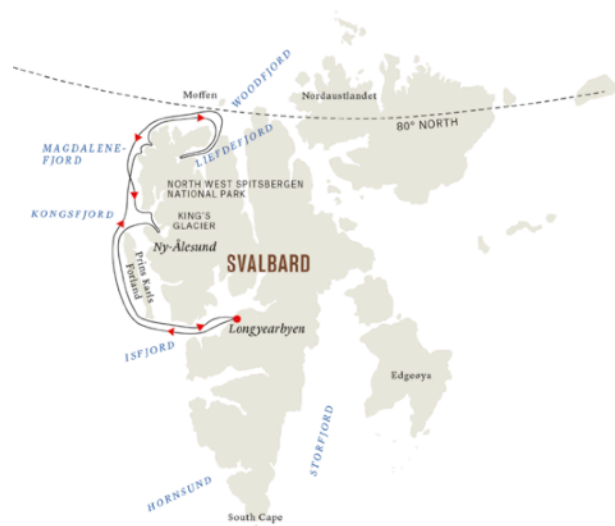 WOODFJORD
Moffen
Nordaustlandet
80° NORTH
MAGDALENE-
FJORD
LIEFDEFJORD
NORTH WEST SPITSBERGEN
NATIONAL PARK
KONGSFJORD
KING'S
GLACIER
Ny-Ålesund
SVALBARD
Prins Karls
Forland
Longyearbyen
ISFJORD
Edgeøya
STORFJORD
HORNSUND
South Cape